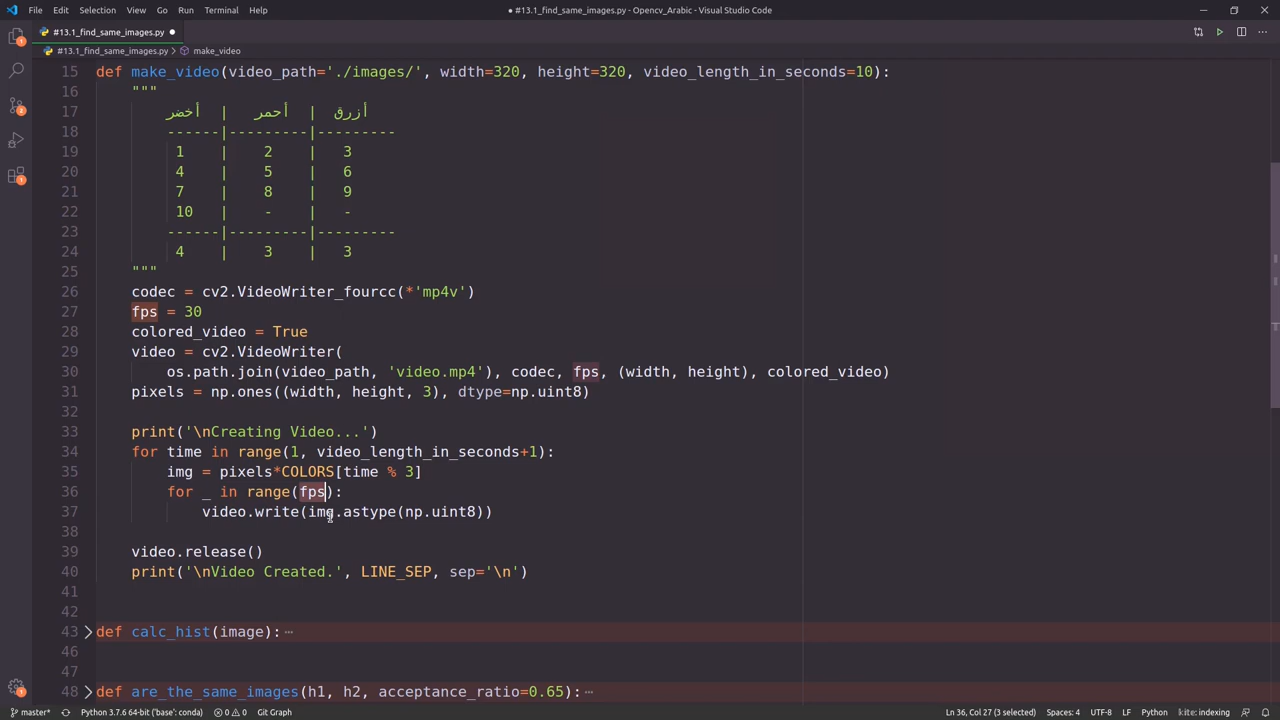 File Edit Selection View Go Run Terminal Help
● #13.1_find_same_images.py - Opencv_Arabic - Visual Studio Code
#13.1_find_same_images.py ●
#13.1_find_same_images.py > make_video
15 def make_video(video_path='./images/', width=320, height=320, video_length_in_seconds=10):
16 """
17 أخضر | أحمر | أزرق
18 ------|---------|---------
19 1 | 2 | 3
20 4 | 5 | 6
21 7 | 8 | 9
22 10 | - | -
23 ------|---------|---------
24 4 | 3 | 3
25 """
26 codec = cv2.VideoWriter_fourcc(*'mp4v')
27 fps = 30
28 colored_video = True
29 video = cv2.VideoWriter(
30 os.path.join(video_path, 'video.mp4'), codec, fps, (width, height), colored_video)
31 pixels = np.ones((width, height, 3), dtype=np.uint8)
32
33 print('\nCreating Video...')
34 for time in range(1, video_length_in_seconds+1):
35 img = pixels*COLORS[time % 3]
36 for _ in range(fps):
37 video.write(img.astype(np.uint8))
38
39 video.release()
40 print('\nVideo Created.', LINE_SEP, sep='\n')
41
42
43 def calc_hist(image): ⋯
46
47
48 def are_the_same_images(h1, h2, acceptance_ratio=0.65): ⋯
master* Python 3.7.6 64-bit ('base': conda) 0 0 Git Graph Ln 36, Col 27 (3 selected) Spaces: 4 UTF-8 LF Python kite: indexing